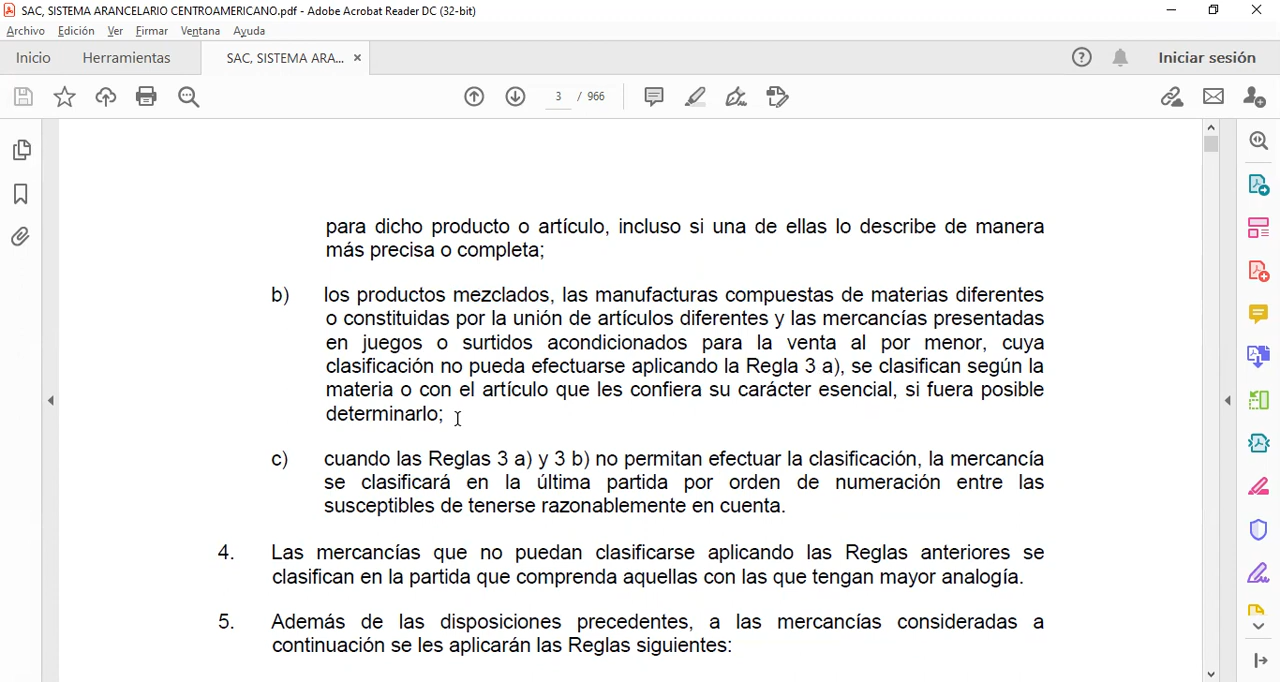 SAC, SISTEMA ARANCELARIO CENTROAMERICANO.pdf - Adobe Acrobat Reader DC (32-bit)
Archivo Edición Ver Firmar Ventana Ayuda
Inicio Herramientas SAC, SISTEMA ARA... × Iniciar sesión
3 / 966
para dicho producto o artículo, incluso si una de ellas lo describe de manera
más precisa o completa;
b) los productos mezclados, las manufacturas compuestas de materias diferentes
o constituidas por la unión de artículos diferentes y las mercancías presentadas
en juegos o surtidos acondicionados para la venta al por menor, cuya
clasificación no pueda efectuarse aplicando la Regla 3 a), se clasifican según la
materia o con el artículo que les confiera su carácter esencial, si fuera posible
determinarlo;
c) cuando las Reglas 3 a) y 3 b) no permitan efectuar la clasificación, la mercancía
se clasificará en la última partida por orden de numeración entre las
susceptibles de tenerse razonablemente en cuenta.
4. Las mercancías que no puedan clasificarse aplicando las Reglas anteriores se
clasifican en la partida que comprenda aquellas con las que tengan mayor analogía.
5. Además de las disposiciones precedentes, a las mercancías consideradas a
continuación se les aplicarán las Reglas siguientes: